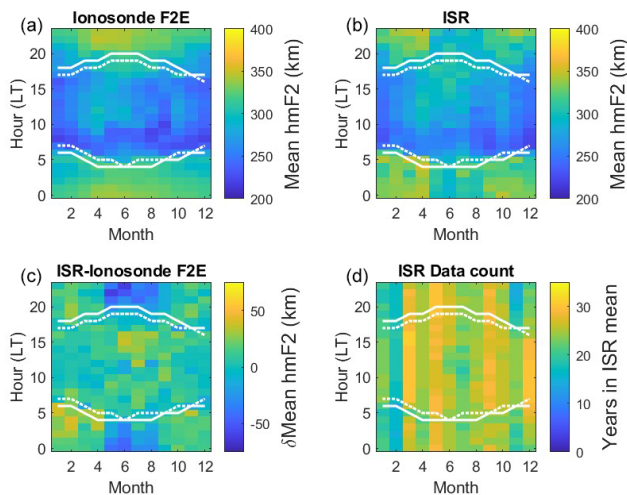 (a) Ionosonde F2E
Hour (LT)
20
15
10
5
0
2 4 6 8 10 12
Month
400
350
300
250
200
Mean hmF2 (km)
(b) ISR
Hour (LT)
20
15
10
5
0
2 4 6 8 10 12
Month
400
350
300
250
200
Mean hmF2 (km)
(c) ISR-Ionosonde F2E
Hour (LT)
20
15
10
5
0
2 4 6 8 10 12
Month
50
0
-50
δMean hmF2 (km)
(d) ISR Data count
Hour (LT)
20
15
10
5
0
2 4 6 8 10 12
Month
30
20
10
0
Years in ISR mean